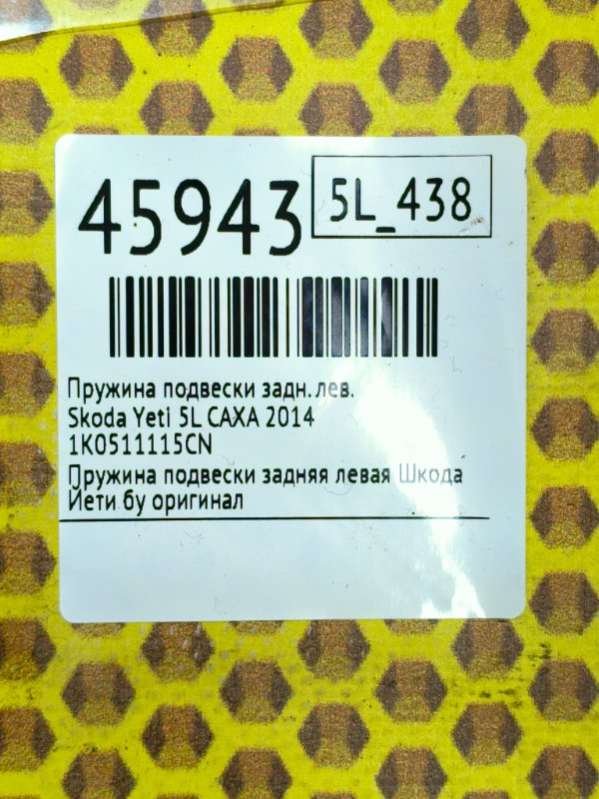 45943
5L_438
Пружина подвески задн. лев.
Skoda Yeti 5L CAXA 2014
1K0511115CN
Пружина подвески задняя левая Шкода
Йети бу оригинал